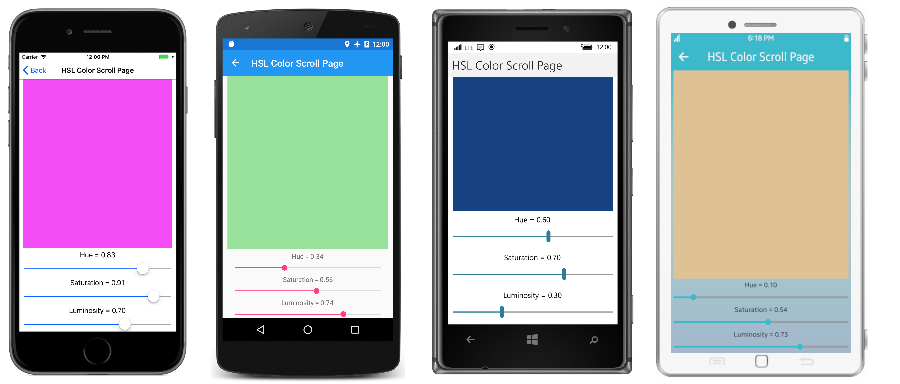 Carrier 12:00 PM
Back HSL Color Scroll Page
Hue = 0.83
Saturation = 0.91
Luminosity = 0.70
12:00
HSL Color Scroll Page
Hue = 0.34
Saturation = 0.56
Luminosity = 0.74
12:00
HSL Color Scroll Page
Hue = 0.60
Saturation = 0.70
Luminosity = 0.30
6:18 PM
HSL Color Scroll Page
Hue = 0.10
Saturation = 0.54
Luminosity = 0.73